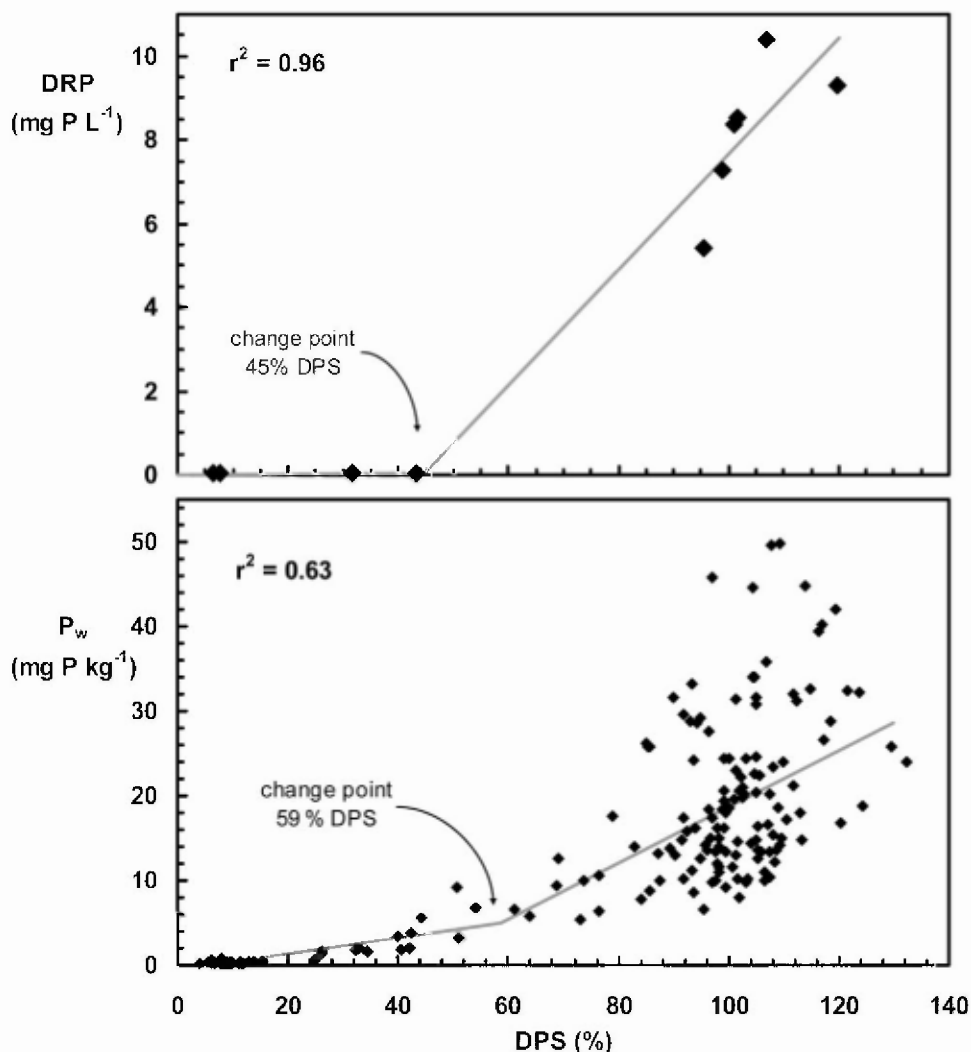 r² = 0.96
DRP
(mg P L⁻¹)
10
8
6
4
2
0
change point
45% DPS
r² = 0.63
P_w
(mg P kg⁻¹)
50
40
30
20
10
0
change point
59 % DPS
0 20 40 60 80 100 120 140
DPS (%)